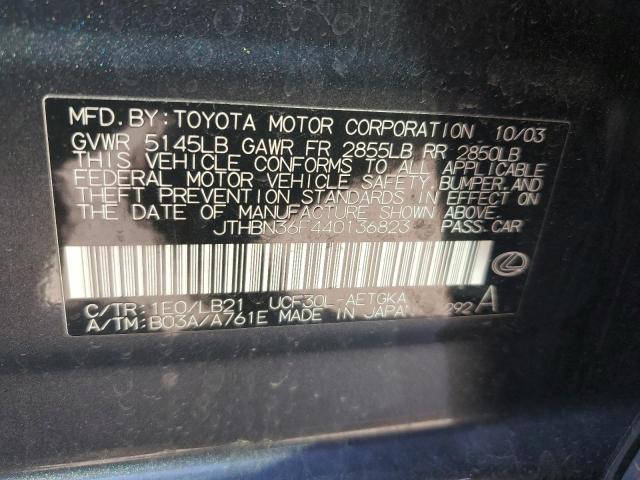 MFD. BY: TOYOTA MOTOR CORPORATION 10/03
GVWR 5145LB GAWR FR 2855LB RR 2850LB
THIS VEHICLE CONFORMS TO ALL APPLICABLE
FEDERAL MOTOR VEHICLE SAFETY, BUMPER, AND
THEFT PREVENTION STANDARDS IN EFFECT ON
THE DATE OF MANUFACTURE SHOWN ABOVE.
JTHBN36F440136823 PASS. CAR
C/TR: 1E0/LB21 UCF30L-AETGKA A
A/TM: B03A/A761E MADE IN JAPAN 292